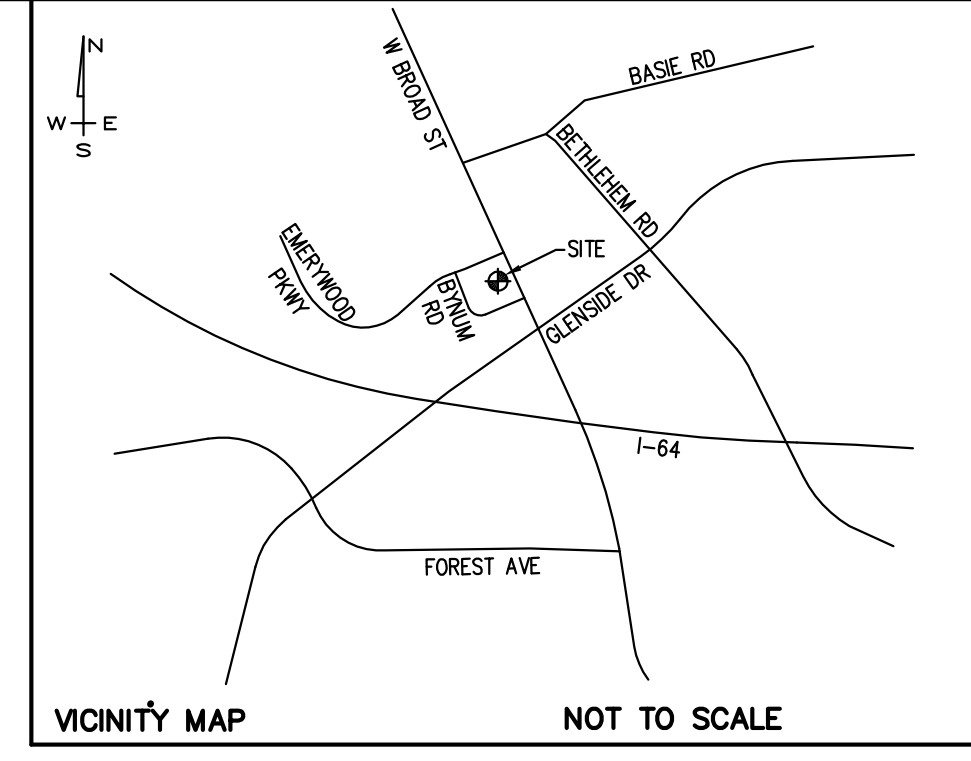 N
W E
S
W BROAD ST
BASIE RD
BETHLEHEM RD
SITE
EMERYWOOD
PKWY
BYNUM
RD
GLENSIDE DR
I-64
FOREST AVE
VICINITY MAP
NOT TO SCALE